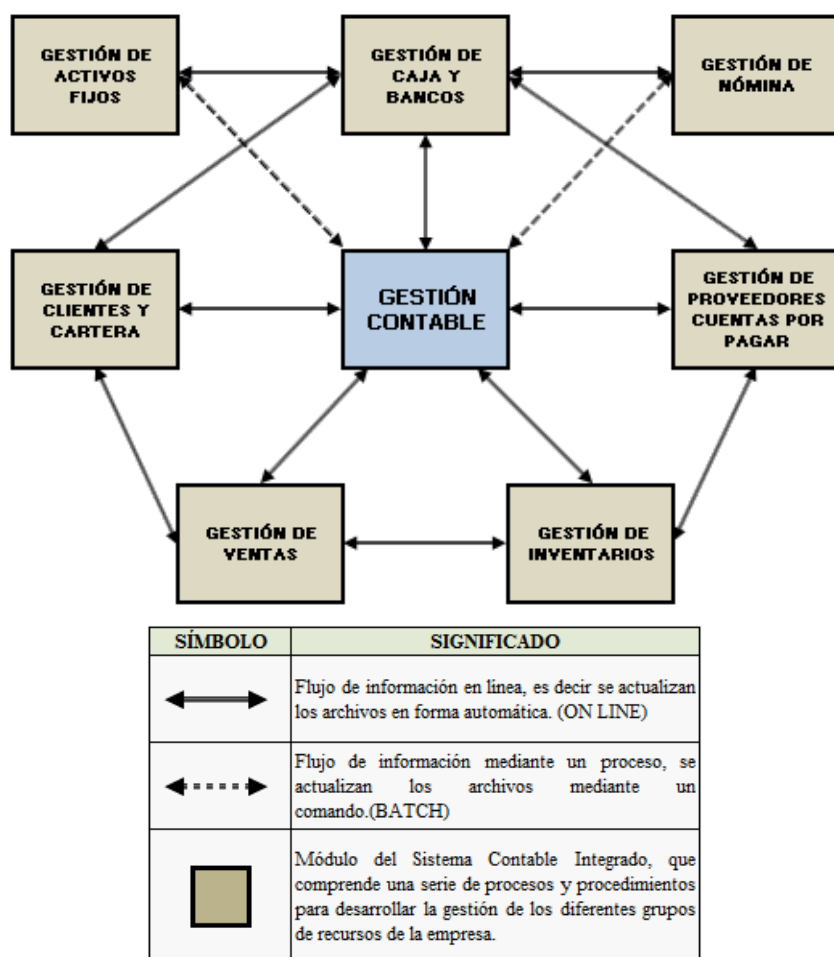 GESTIÓN DE
ACTIVOS
FIJOS
GESTIÓN DE
CAJA Y
BANCOS
GESTIÓN DE
NÓMINA
GESTIÓN DE
CLIENTES Y
CARTERA
GESTIÓN
CONTABLE
GESTIÓN DE
PROVEEDORES
CUENTAS POR
PAGAR
GESTIÓN DE
VENTAS
GESTIÓN DE
INVENTARIOS
SÍMBOLO SIGNIFICADO
Flujo de información en línea, es decir se actualizan
los archivos en forma automática. (ON LINE)
Flujo de información mediante un proceso, se
actualizan los archivos mediante un
comando.(BATCH)
Módulo del Sistema Contable Integrado, que
comprende una serie de procesos y procedimientos
para desarrollar la gestión de los diferentes grupos
de recursos de la empresa.